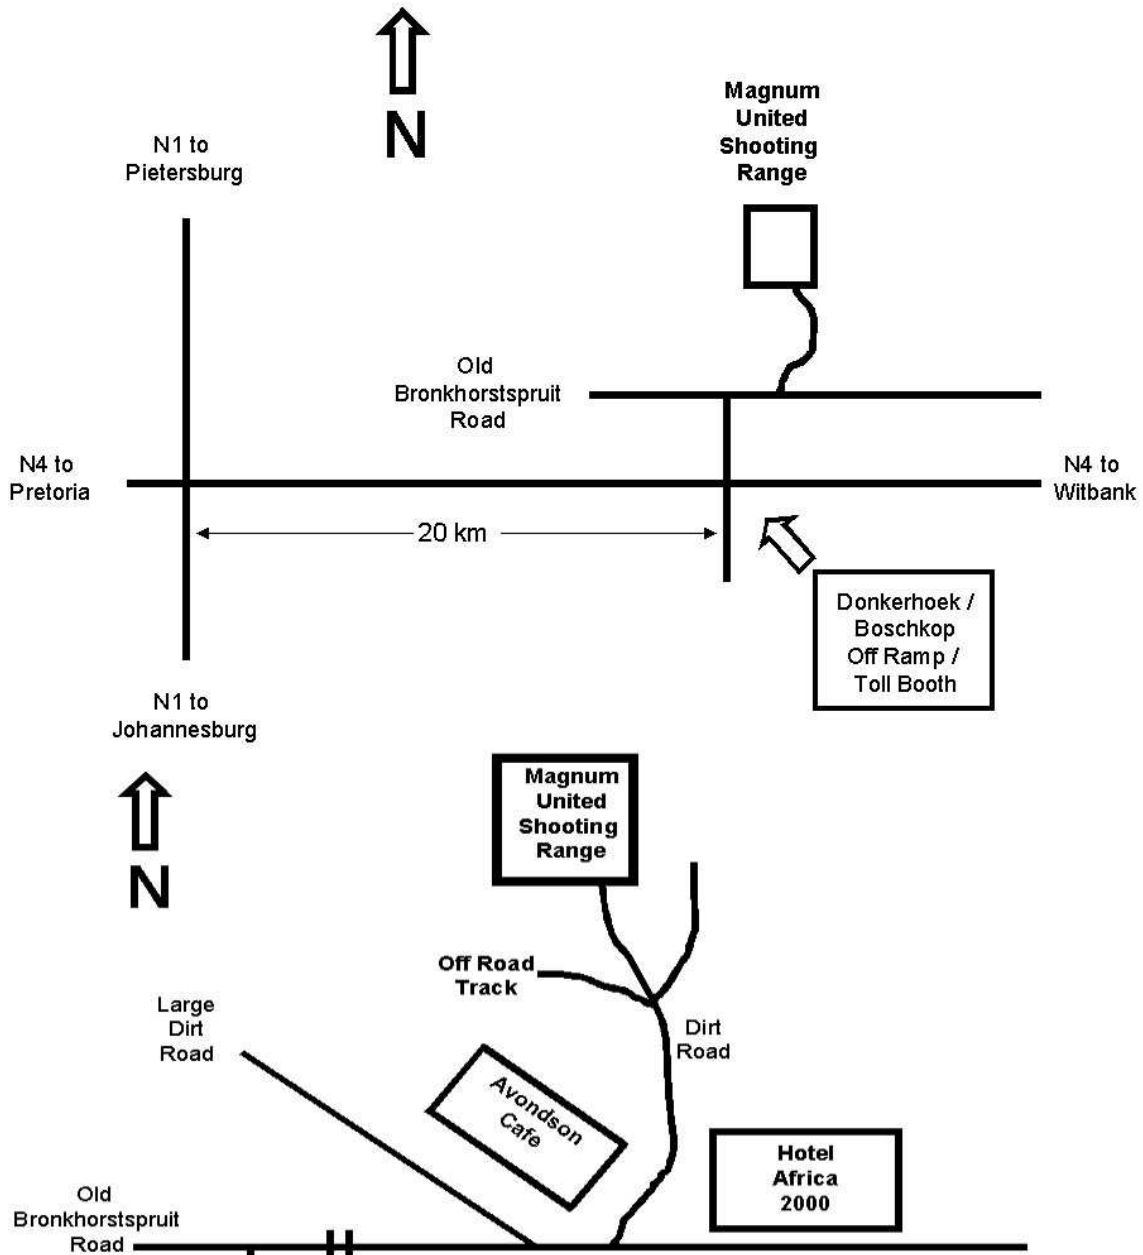 N
Magnum
United
Shooting
Range
N1 to
Pietersburg
Old
Bronkhorstspruit
Road
N4 to
Pretoria
N4 to
Witbank
20 km
Donkerhoek /
Boschkop
Off Ramp /
Toll Booth
N1 to
Johannesburg
N
Magnum
United
Shooting
Range
Off Road
Track
Large
Dirt
Road
Dirt
Road
Avondson
Cafe
Hotel
Africa
2000
Old
Bronkhorstspruit
Road